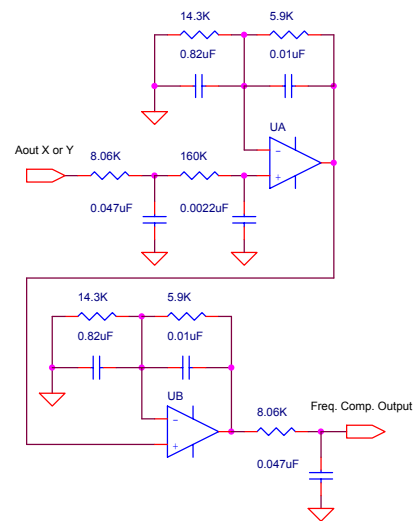 14.3K 5.9K
0.82uF 0.01uF
UA
Aout X or Y
8.06K 160K
0.047uF 0.0022uF
14.3K 5.9K
0.82uF 0.01uF
UB
8.06K Freq. Comp. Output
0.047uF